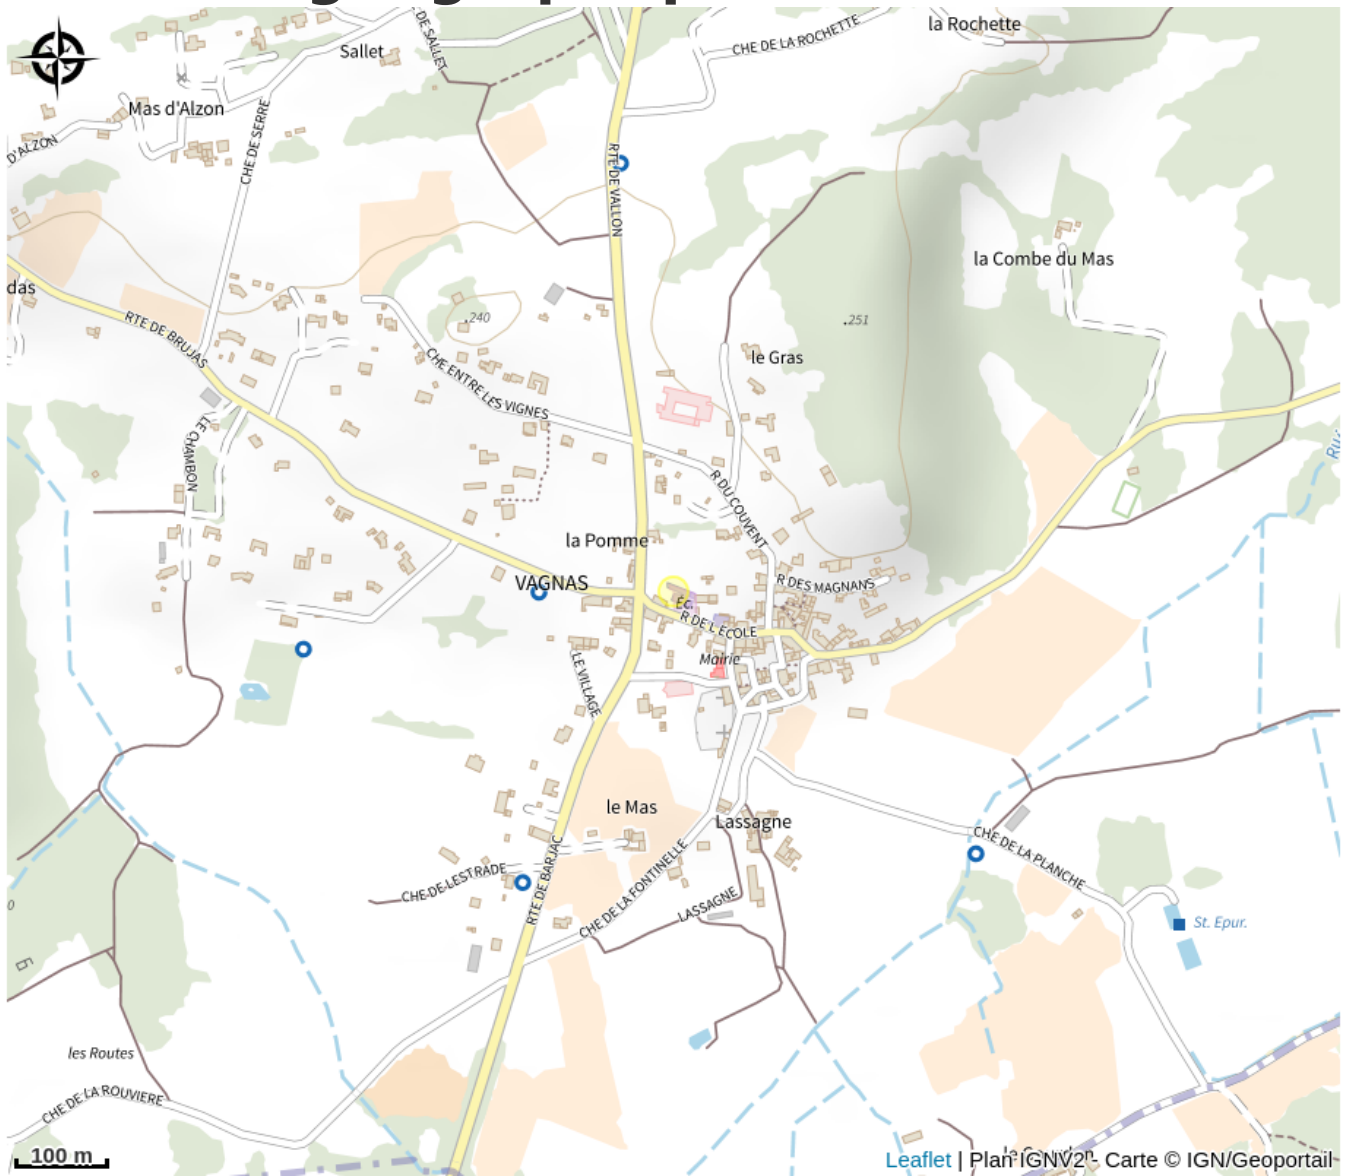 la Rochette
CHE DE LA ROCHETTE
DE SALLET
Sallet
Mas d'Alzon
D'ALZON
CHE DE SERRE
RTE DE VALLON
la Combe du Mas
das
RTE DE BRUJAS
240
251
le Gras
CHE ENTRE LES VIGNES
LE CHAMBON
R DU COUVENT
la Pomme
VAGNAS
R DES MAGNANS
Éc.
R DE L'ECOLE
Mairie
LE VILLAGE
le Mas
Lassagne
CHE DE LA PLANCHE
CHE-DE-LESTRADE
RTE DE BARJAC
CHE DE LA FONTINELLE
LASSAGNE
St. Epur.
0
les Routes
CHE DE LA ROUVIERE
100 m
Leaflet | Plan IGNV2 - Carte © IGN/Geoportail